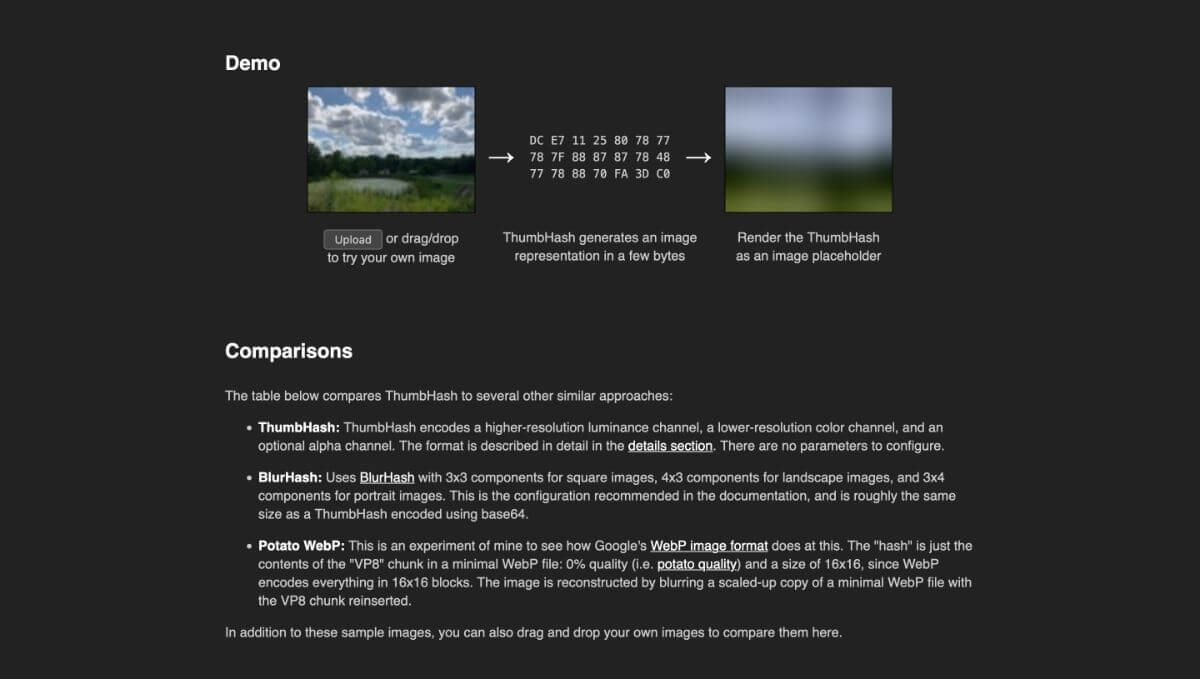 Demo
DC E7 11 25 80 78 77
78 7F 88 87 87 78 48
77 78 88 70 FA 3D C0
Upload or drag/drop
to try your own image
ThumbHash generates an image
representation in a few bytes
Render the ThumbHash
as an image placeholder
Comparisons
The table below compares ThumbHash to several other similar approaches:
• ThumbHash: ThumbHash encodes a higher-resolution luminance channel, a lower-resolution color channel, and an
optional alpha channel. The format is described in detail in the details section. There are no parameters to configure.
• BlurHash: Uses BlurHash with 3x3 components for square images, 4x3 components for landscape images, and 3x4
components for portrait images. This is the configuration recommended in the documentation, and is roughly the same
size as a ThumbHash encoded using base64.
• Potato WebP: This is an experiment of mine to see how Google's WebP image format does at this. The "hash" is just the
contents of the "VP8" chunk in a minimal WebP file: 0% quality (i.e. potato quality) and a size of 16x16, since WebP
encodes everything in 16x16 blocks. The image is reconstructed by blurring a scaled-up copy of a minimal WebP file with
the VP8 chunk reinserted.
In addition to these sample images, you can also drag and drop your own images to compare them here.